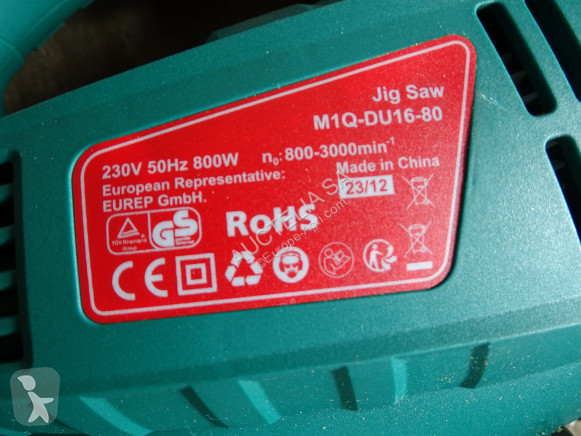 Jig Saw
M1Q-DU16-80
230V 50Hz 800W n₀:800-3000min⁻¹
European Representative: Made in China
EUREP GmbH. 23/12
GS
RoHS
CE